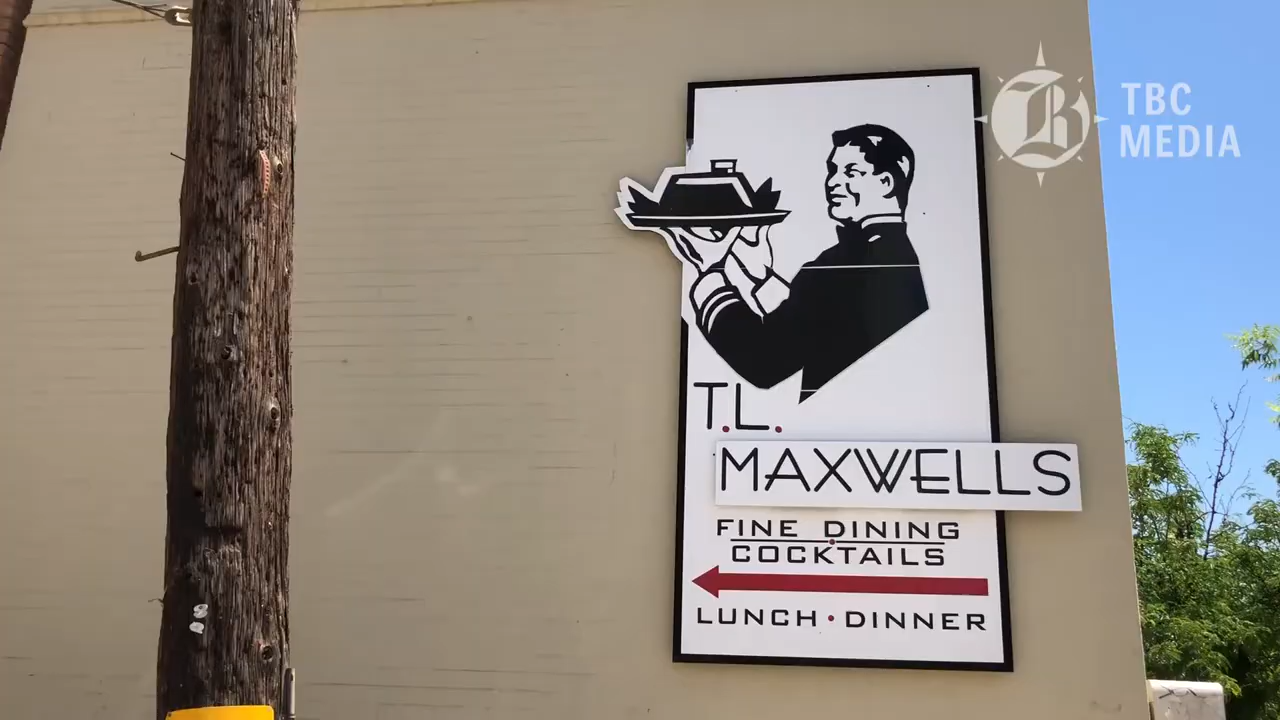 TBC
MEDIA
T.L.
MAXWELLS
FINE DINING
COCKTAILS
LUNCH • DINNER